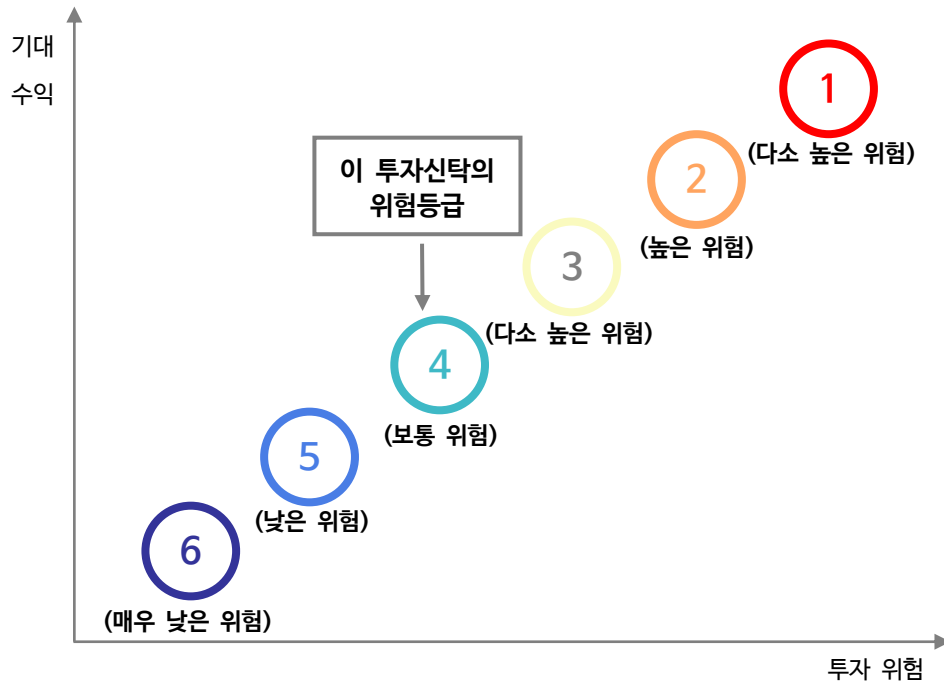 기대
수익
1
(다소 높은 위험)
이 투자신탁의
위험등급
2
(높은 위험)
3
(다소 높은 위험)
4
(보통 위험)
5
(낮은 위험)
6
(매우 낮은 위험)
투자 위험